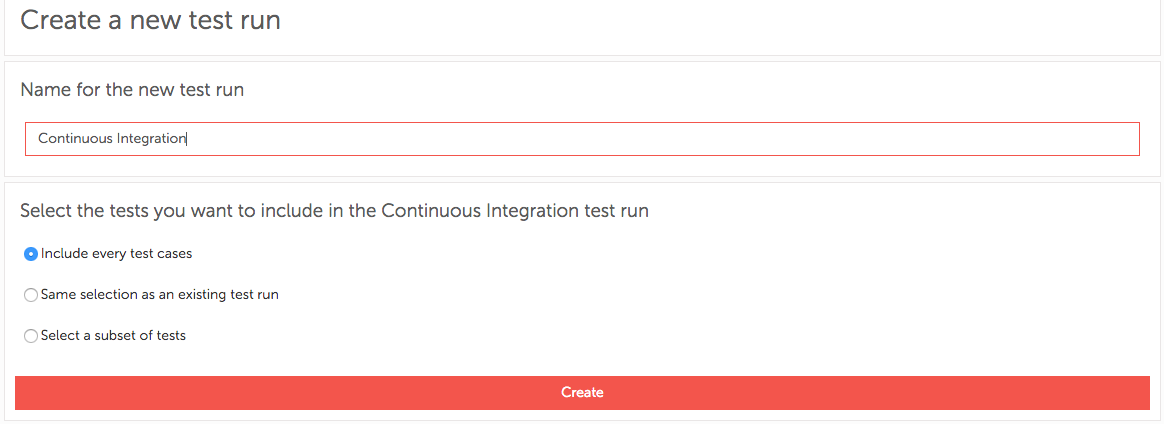 Create a new test run
Name for the new test run
Continuous Integration
Select the tests you want to include in the Continuous Integration test run
Include every test cases
Same selection as an existing test run
Select a subset of tests
Create